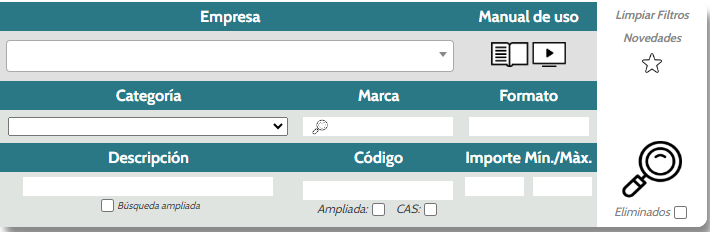 Empresa
Manual de uso
Limpiar Filtros
Novedades
Categoría
Marca
Formato
Descripción
Código
Importe Mín./Màx.
Búsqueda ampliada
Ampliada:
CAS:
Eliminados